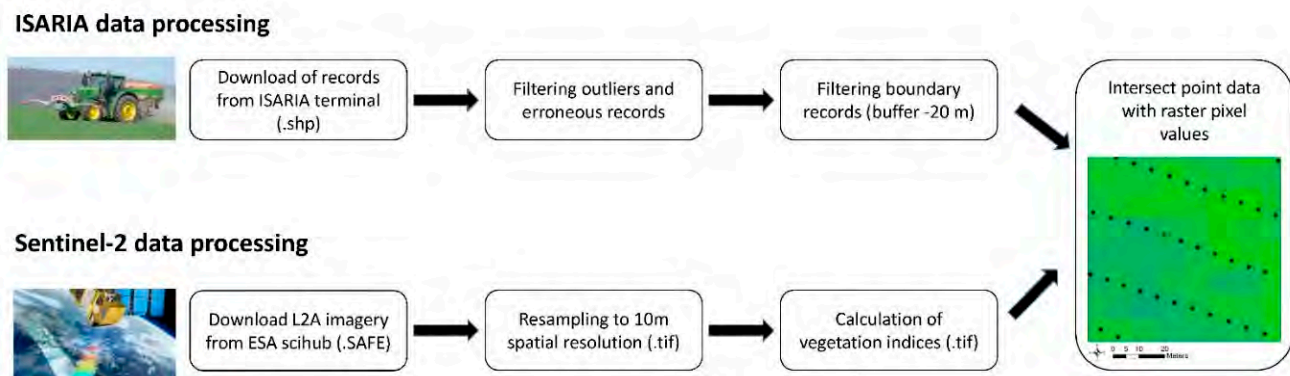 ISARIA data processing
Download of records
from ISARIA terminal
(.shp)
Filtering outliers and
erroneous records
Filtering boundary
records (buffer -20 m)
Intersect point data
with raster pixel
values
0 5 10 20
Meters
Sentinel-2 data processing
Download L2A imagery
from ESA scihub (.SAFE)
Resampling to 10m
spatial resolution (.tif)
Calculation of
vegetation indices (.tif)